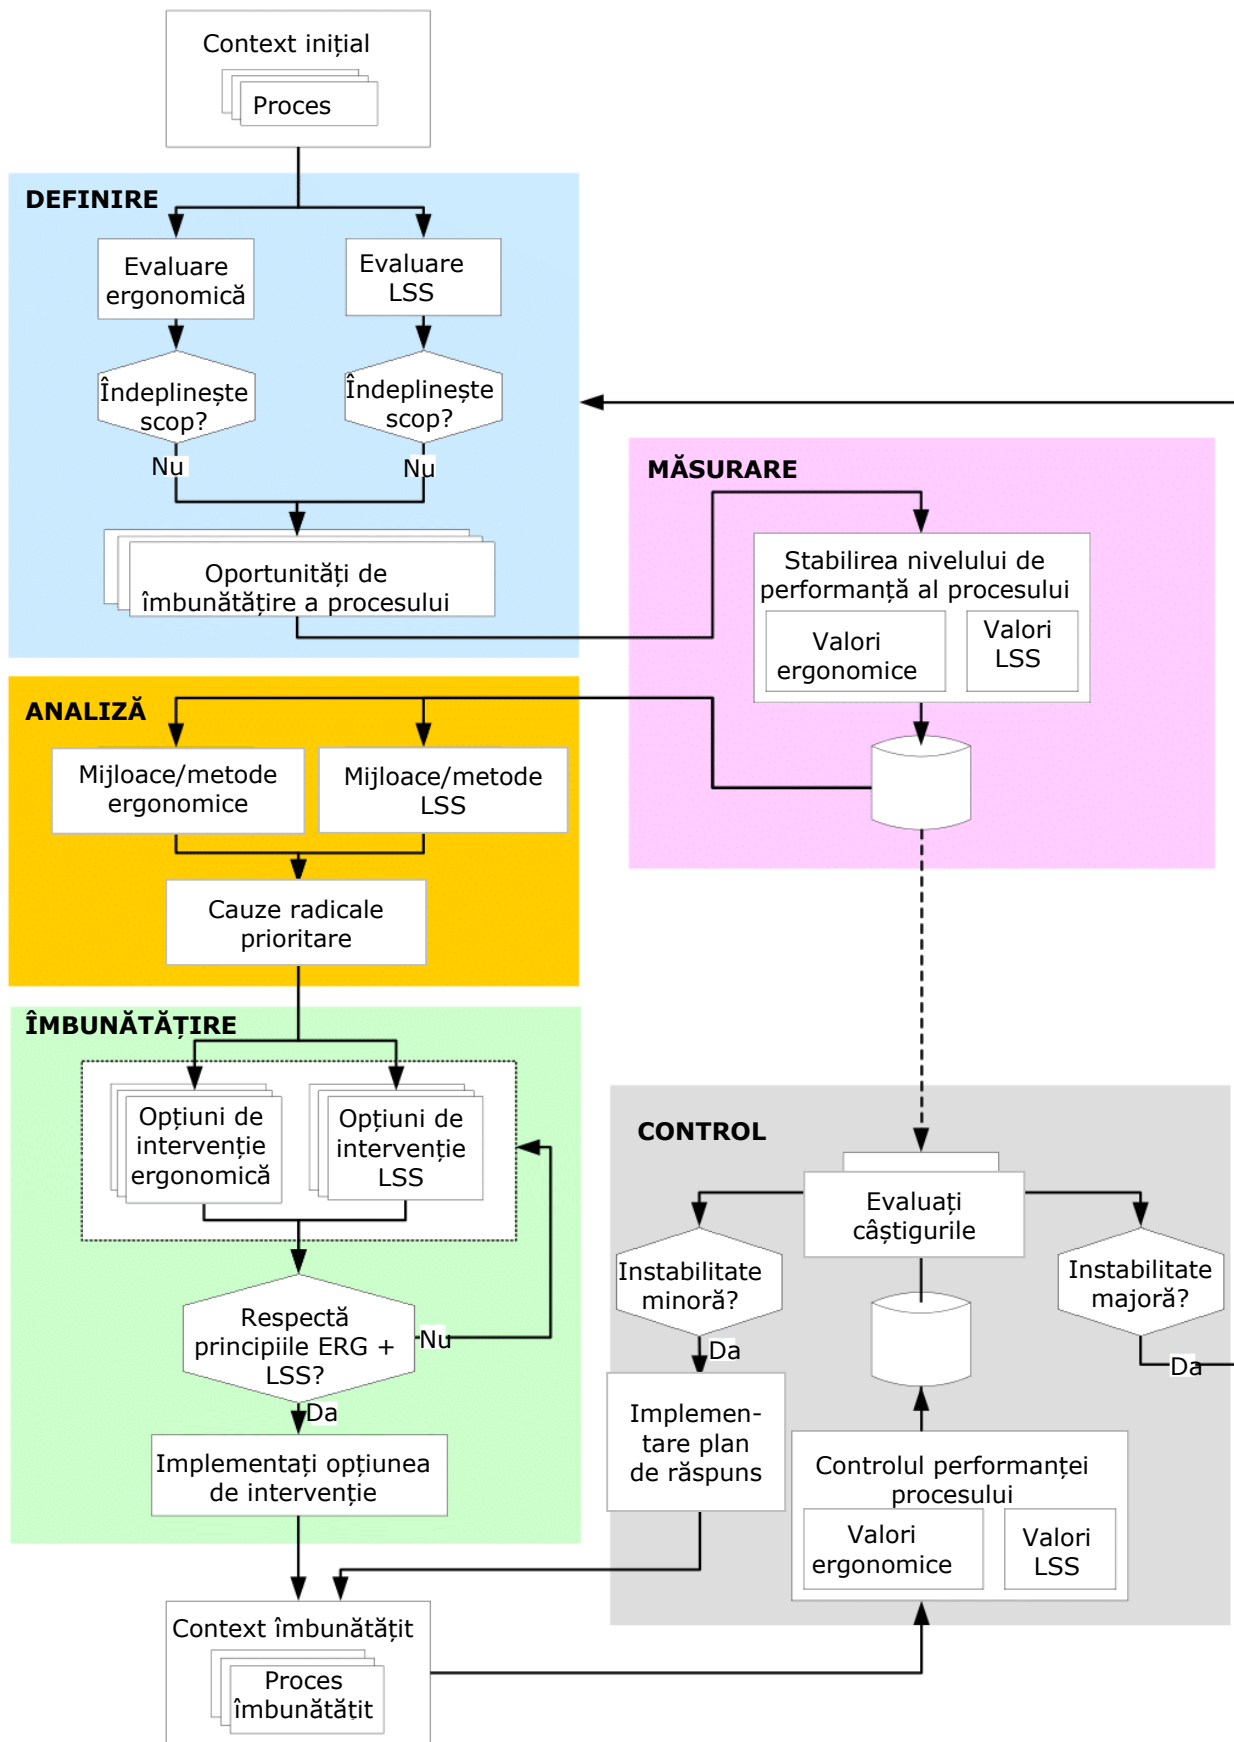 Context inițial
Proces
DEFINIRE
Evaluare
ergonomică
Evaluare
LSS
Îndeplinește
scop?
Îndeplinește
scop?
Nu
Nu
Oportunități de
îmbunătățire a procesului
MĂSURARE
Stabilirea nivelului de
performanță al procesului
Valori
ergonomice
Valori
LSS
ANALIZĂ
Mijloace/metode
ergonomice
Mijloace/metode
LSS
Cauze radicale
prioritare
ÎMBUNĂTĂȚIRE
Opțiuni de
intervenție
ergonomică
Opțiuni de
intervenție
LSS
Respectă
principiile ERG +
LSS?
Nu
Da
Implementați opțiunea
de intervenție
Context îmbunătățit
Proces
îmbunătățit
CONTROL
Evaluați
câștigurile
Instabilitate
minoră?
Instabilitate
majoră?
Da
Da
Implemen-
tare plan
de răspuns
Controlul performanței
procesului
Valori
ergonomice
Valori
LSS